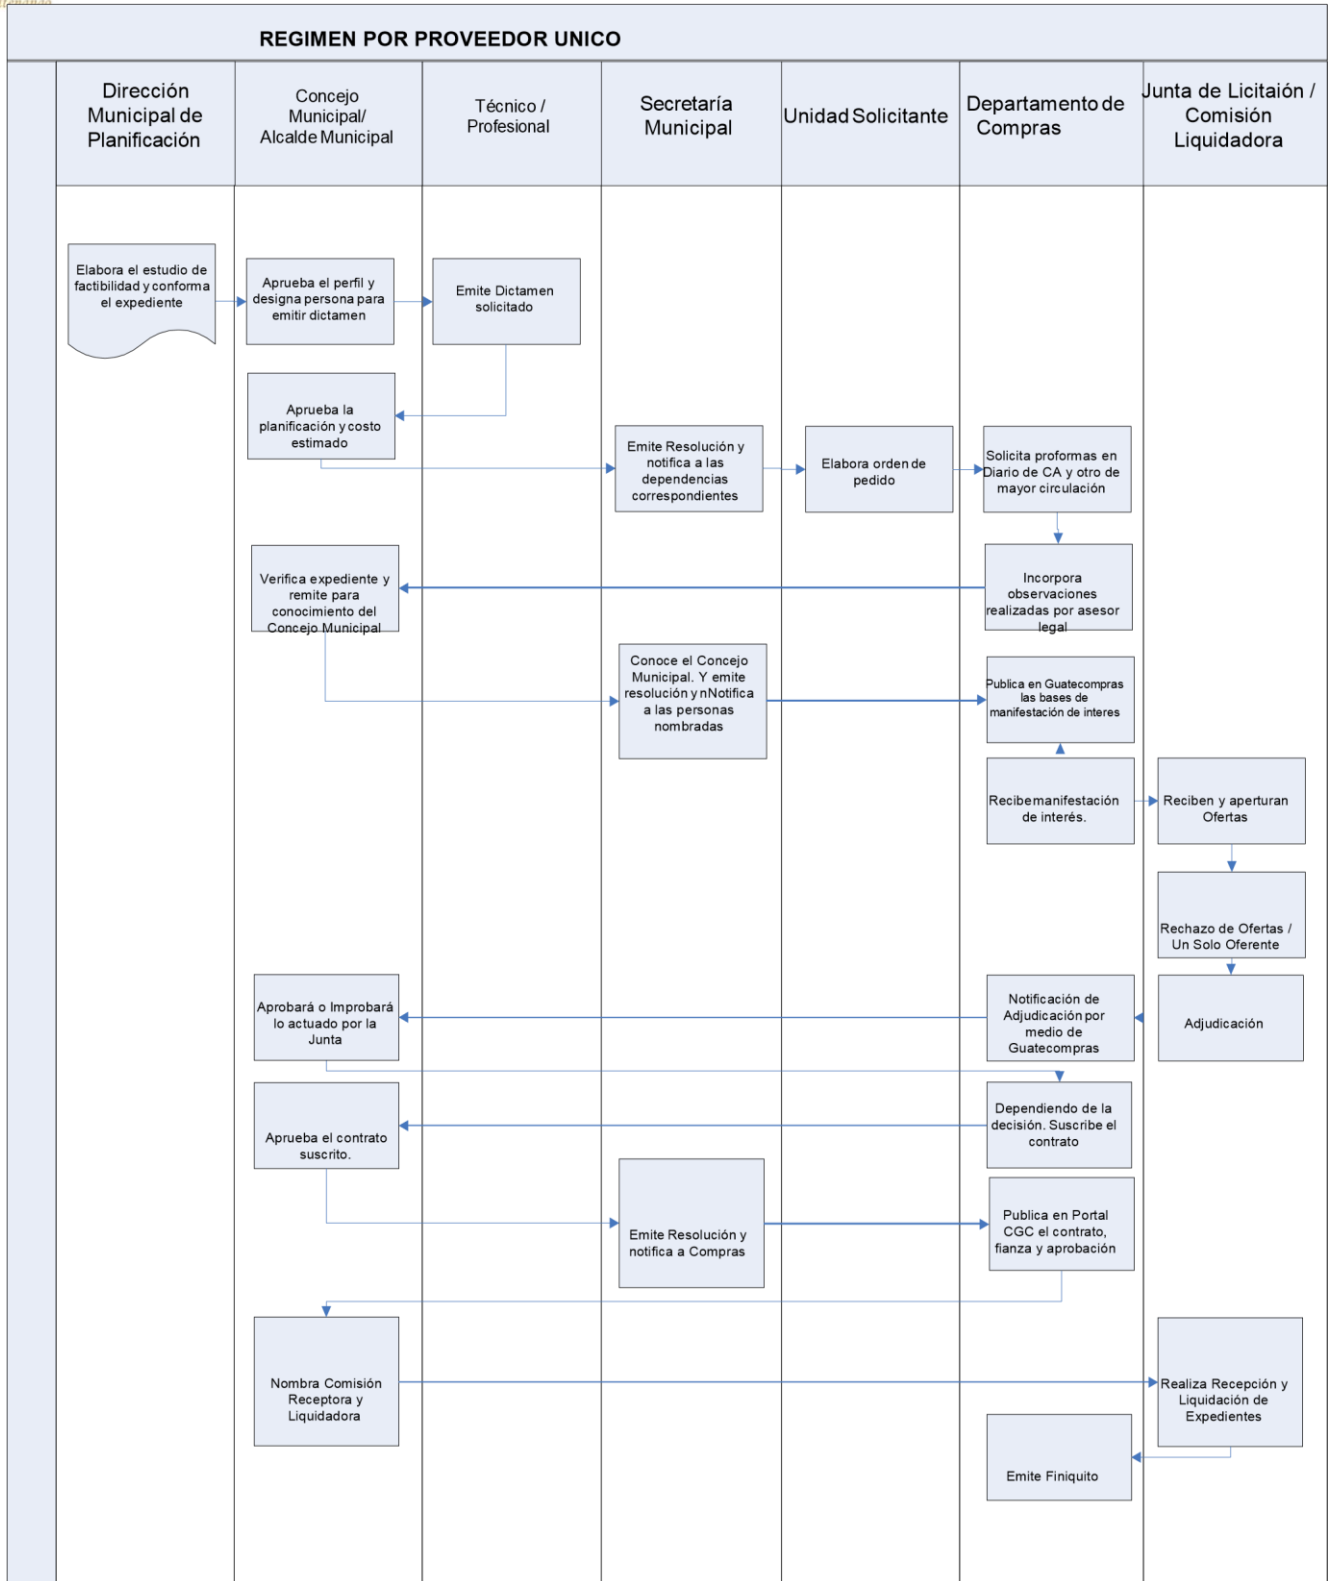 REGIMEN POR PROVEEDOR UNICO
Dirección
Municipal de
Planificación
Concejo
Municipal/
Alcalde Municipal
Técnico /
Profesional
Secretaría
Municipal
Unidad Solicitante
Departamento de
Compras
Junta de Licitaión /
Comisión
Liquidadora
Elabora el estudio de
factibilidad y conforma
el expediente
Aprueba el perfil y
designa persona para
emitir dictamen
Emite Dictamen
solicitado
Aprueba la
planificación y costo
estimado
Emite Resolución y
notifica a las
dependencias
correspondientes
Elabora orden de
pedido
Solicita proformas en
Diario de CA y otro de
mayor circulación
Incorpora
observaciones
realizadas por asesor
legal
Verifica expediente y
remite para
conocimiento del
Concejo Municipal
Conoce el Concejo
Municipal. Y emite
resolución y nNotifica
a las personas
nombradas
Publica en Guatecompras
las bases de
manifestación de interes
Recibemanifestación
de interés.
Reciben y aperturan
Ofertas
Rechazo de Ofertas /
Un Solo Oferente
Adjudicación
Notificación de
Adjudicación por
medio de
Guatecompras
Aprobará o Improbará
lo actuado por la
Junta
Dependiendo de la
decisión. Suscribe el
contrato
Aprueba el contrato
suscrito.
Emite Resolución y
notifica a Compras
Publica en Portal
CGC el contrato,
fianza y aprobación
Nombra Comisión
Receptora y
Liquidadora
Realiza Recepción y
Liquidación de
Expedientes
Emite Finiquito